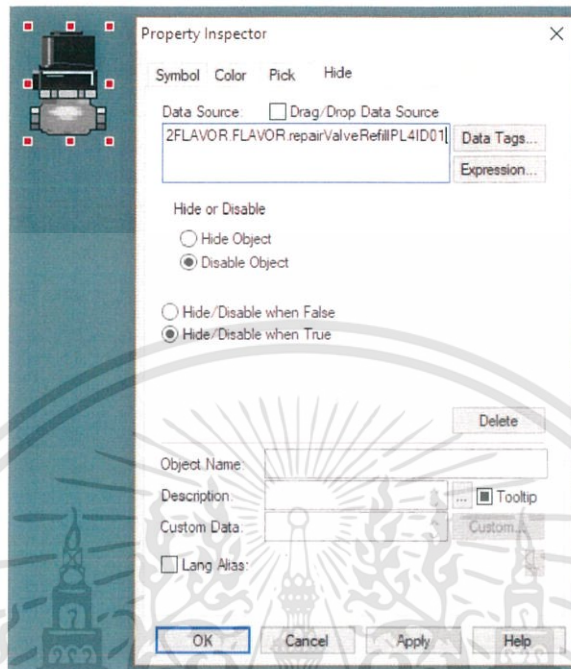 Property Inspector
Symbol Color Pick Hide
Data Source: Drag/Drop Data Source
2FLAVOR.FLAVOR.repairValveRefillPL4ID01 Data Tags...
Expression...
Hide or Disable
Hide Object
Disable Object
Hide/Disable when False
Hide/Disable when True
Delete
Object Name:
Description: ... Tooltip
Custom Data: Custom...
Lang Alias:
OK Cancel Apply Help